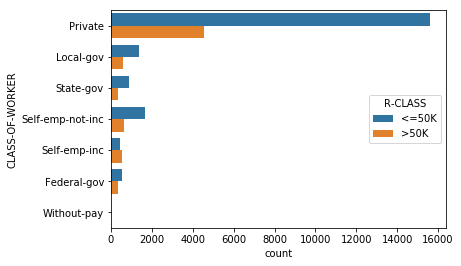 Private
Local-gov
State-gov
Self-emp-not-inc
Self-emp-inc
Federal-gov
Without-pay
CLASS-OF-WORKER
R-CLASS
<=50K
>50K
0 2000 4000 6000 8000 10000 12000 14000 16000
count